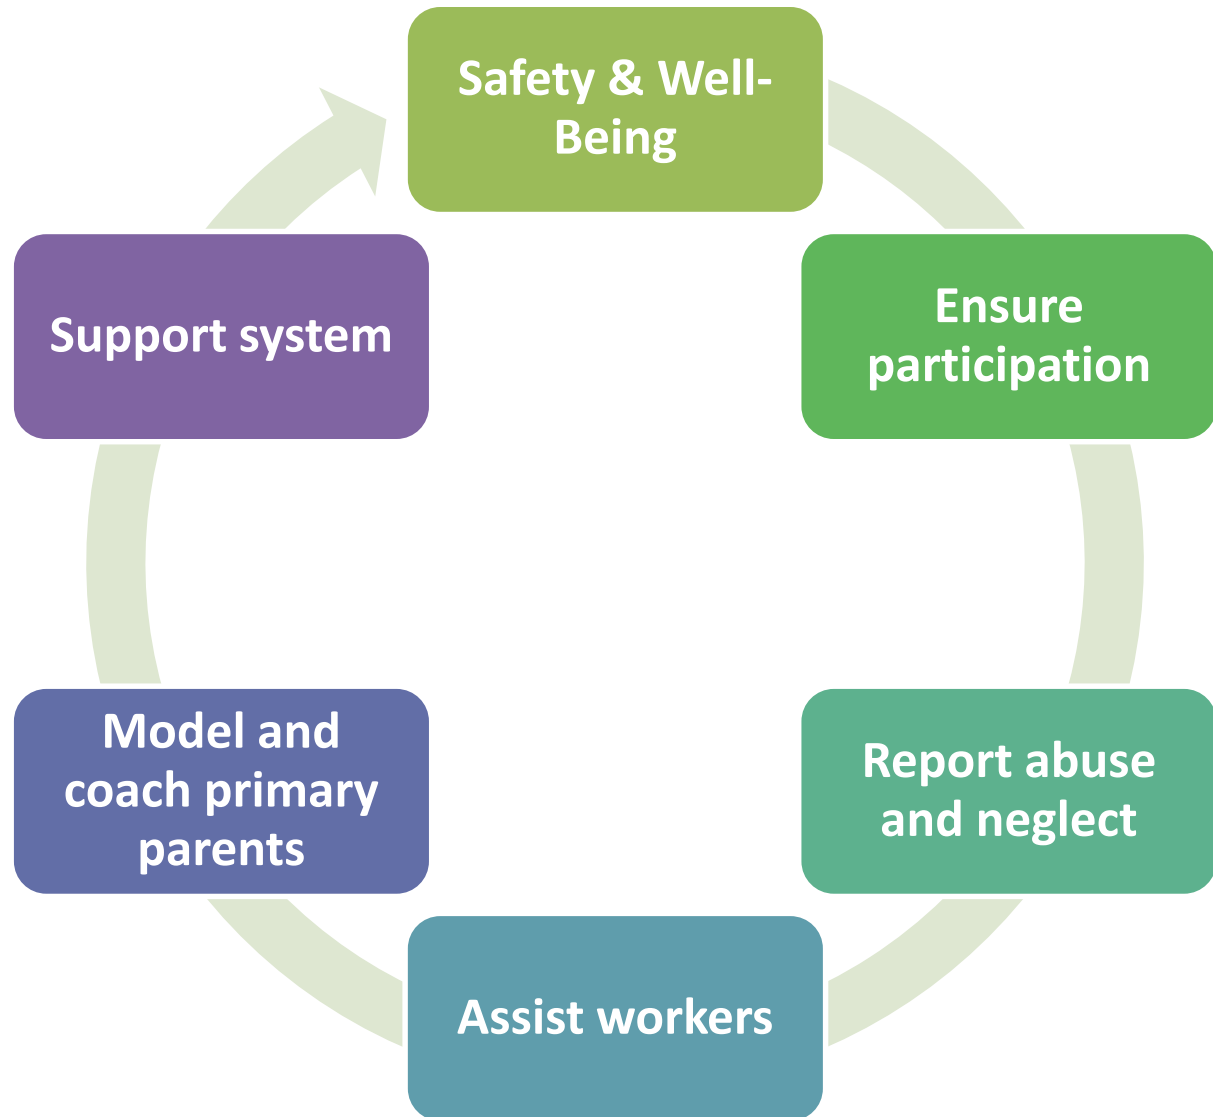 Safety & Well-
Being
Ensure
participation
Report abuse
and neglect
Assist workers
Model and
coach primary
parents
Support system